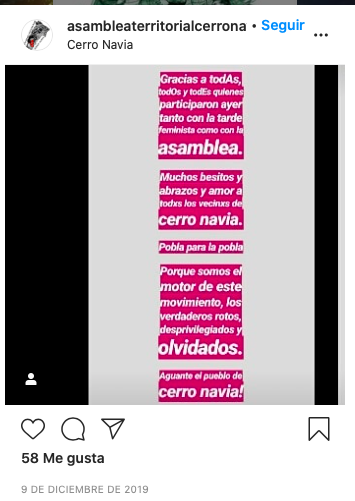 asambleaterritorialcerrona • Seguir
Cerro Navia
Gracias a todAs,
todOs y todEs quienes
participaron ayer
tanto con la tarde
feminista como con la
asamblea.
Muchos besitos y
abrazos y amor a
todxs los vecinxs de
cerro navia.
Pobla para la pobla
Porque somos el
motor de este
movimiento, los
verdaderos rotos,
desprivilegiados y
olvidados.
Aguante el pueblo de
cerro navia!
58 Me gusta
9 DE DICIEMBRE DE 2019